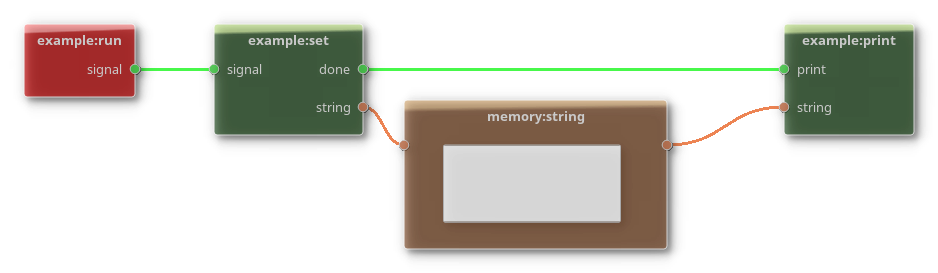 example:run
signal
example:set
signal done
string
memory:string
example:print
print
string